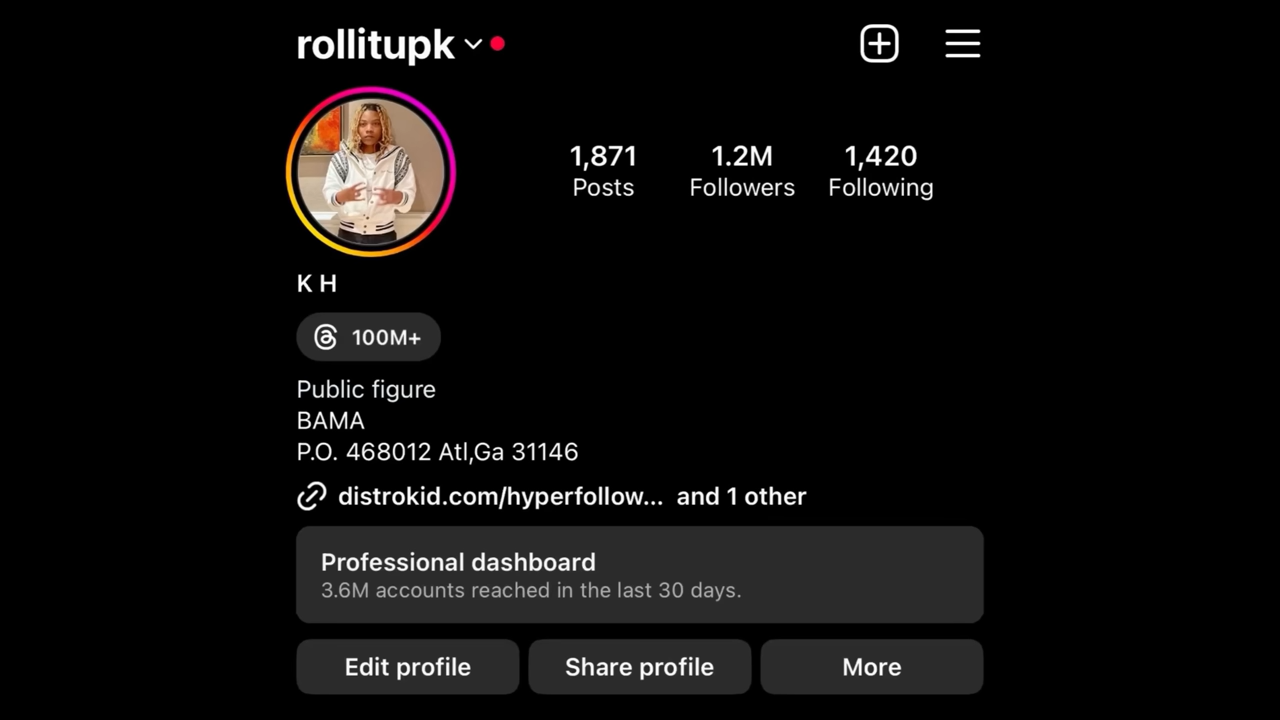 rollitupk
1,871 1.2M 1,420
Posts Followers Following
K H
100M+
Public figure
BAMA
P.O. 468012 Atl,Ga 31146
distrokid.com/hyperfollow... and 1 other
Professional dashboard
3.6M accounts reached in the last 30 days.
Edit profile Share profile More